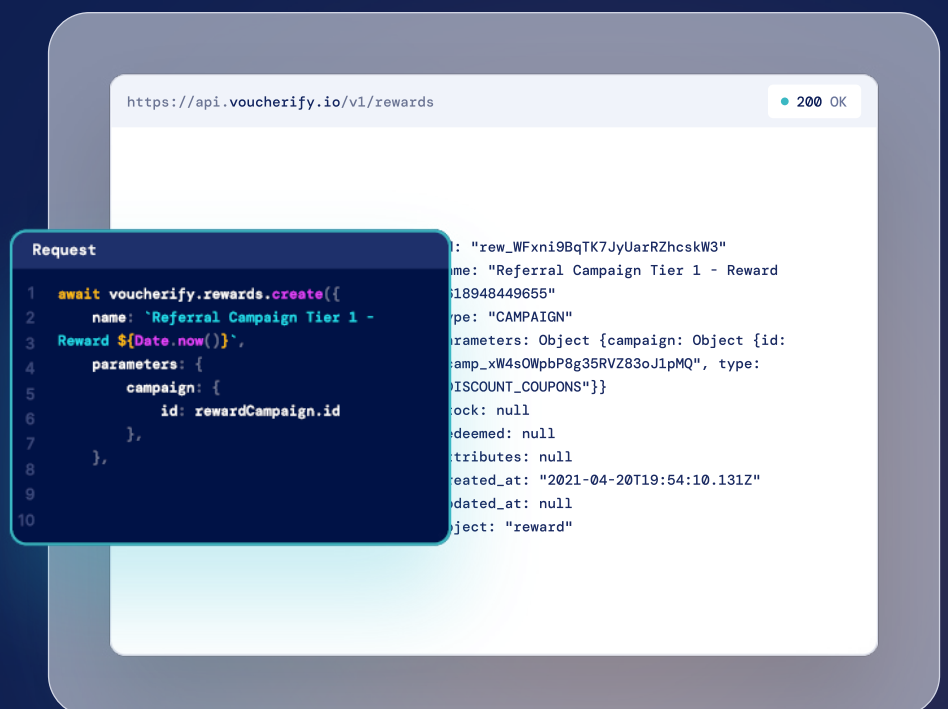 https://api.voucherify.io/v1/rewards
200 OK
Request
1 await voucherify.rewards.create({
2 name: `Referral Campaign Tier 1 -
3 Reward ${Date.now()}`,
4 parameters: {
5 campaign: {
6 id: rewardCampaign.id
7 },
8 },
9
10
: "rew_WFxni9BqTK7JyUarRZhcskW3"
me: "Referral Campaign Tier 1 - Reward
618948449655"
ype: "CAMPAIGN"
rameters: Object {campaign: Object {id:
camp_xW4sOWpbP8g35RVZ83oJ1pMQ", type:
DISCOUNT_COUPONS"}}
tock: null
edeemed: null
ttributes: null
reated_at: "2021-04-20T19:54:10.131Z"
pdated_at: null
bject: "reward"